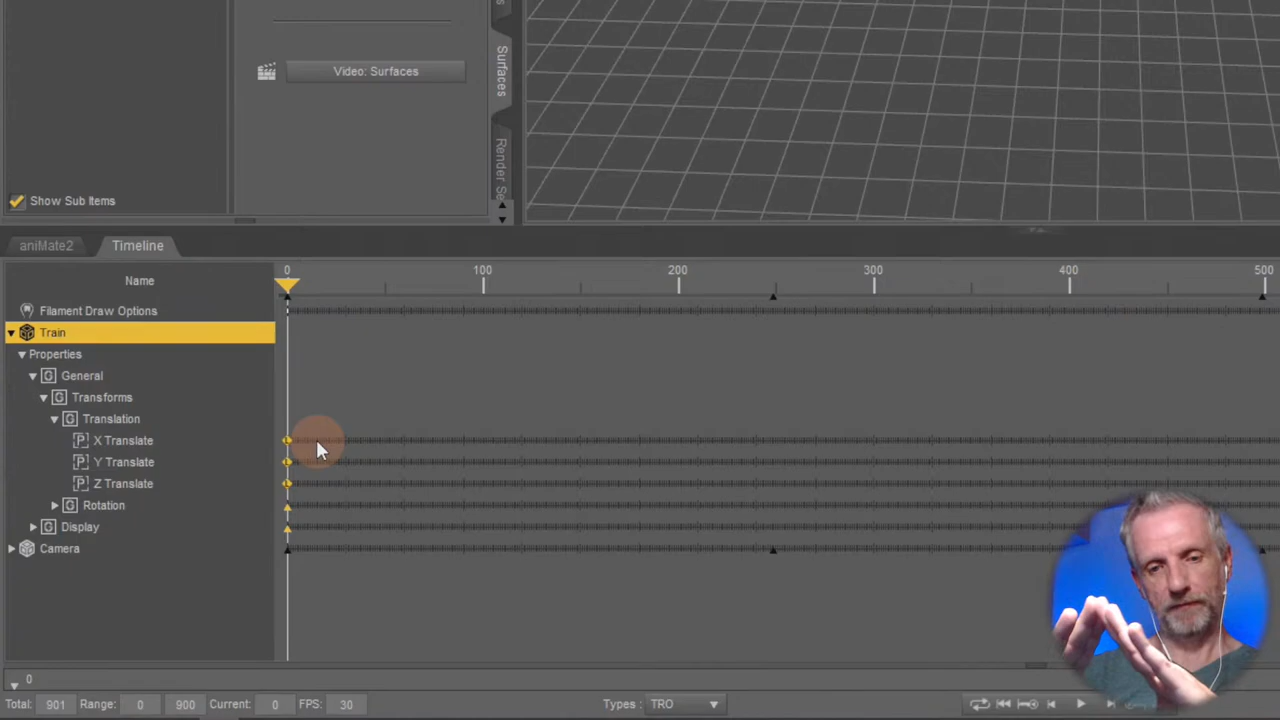 Video: Surfaces
Surfaces
Render Se
Show Sub Items
aniMate2 Timeline
Name
0 100 200 300 400 500
Filament Draw Options
Train
Properties
General
Transforms
Translation
X Translate
Y Translate
Z Translate
Rotation
Display
Camera
0
Total: 901 Range: 0 900 Current: 0 FPS: 30 Types : TRO